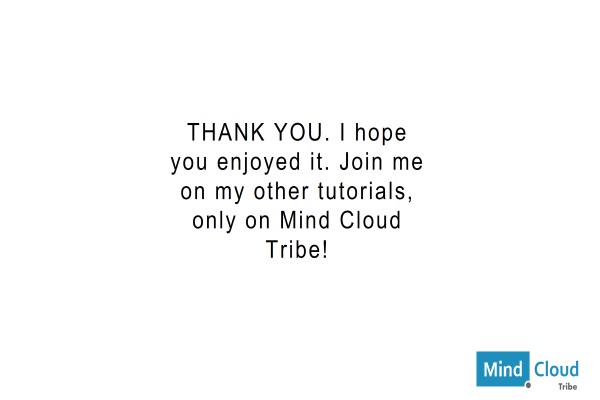 THANK YOU. I hope
you enjoyed it. Join me
on my other tutorials,
only on Mind Cloud
Tribe!
Mind Cloud
Tribe